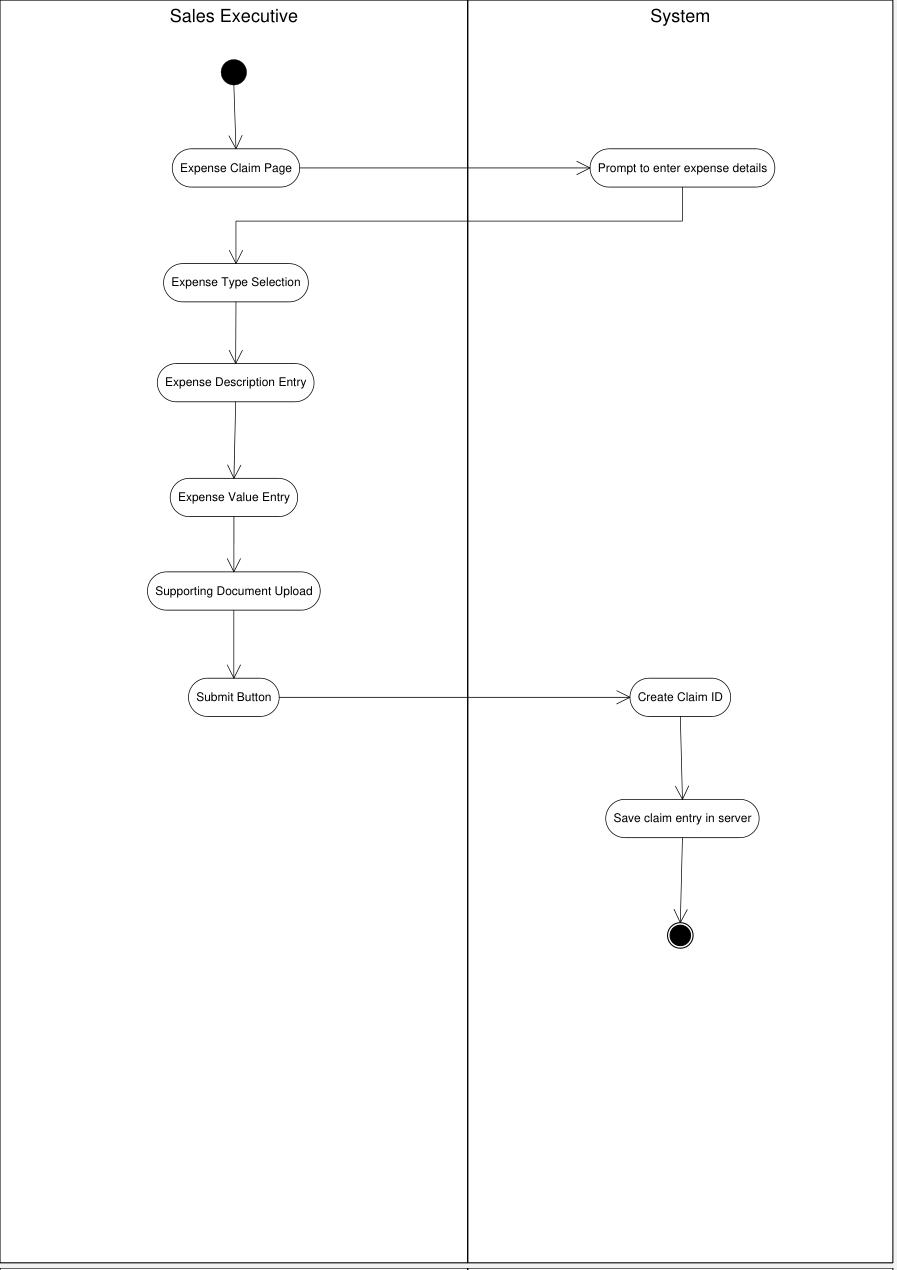 Sales Executive
System
Expense Claim Page
Prompt to enter expense details
Expense Type Selection
Expense Description Entry
Expense Value Entry
Supporting Document Upload
Submit Button
Create Claim ID
Save claim entry in server